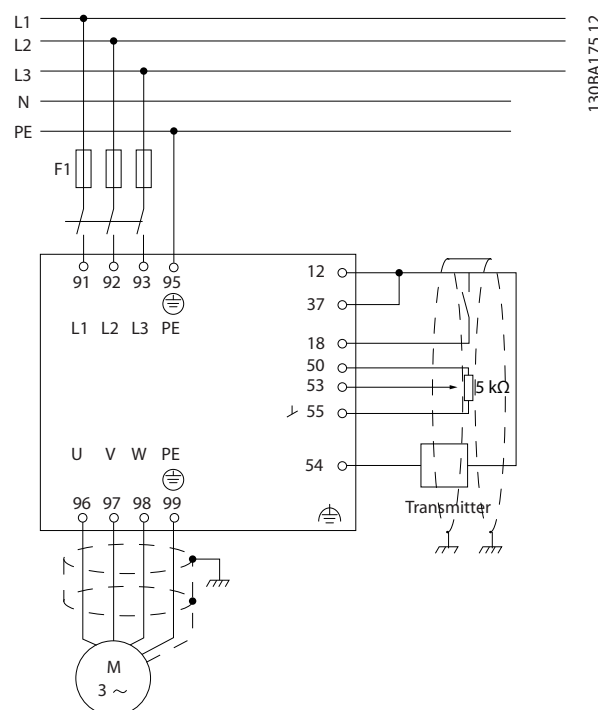 L1
L2
L3
N
PE
130BA175.12
F1
91 92 93 95
L1 L2 L3 PE
12
37
18
50
53
55
54
5 kΩ
Transmitter
U V W PE
96 97 98 99
M
3 ~